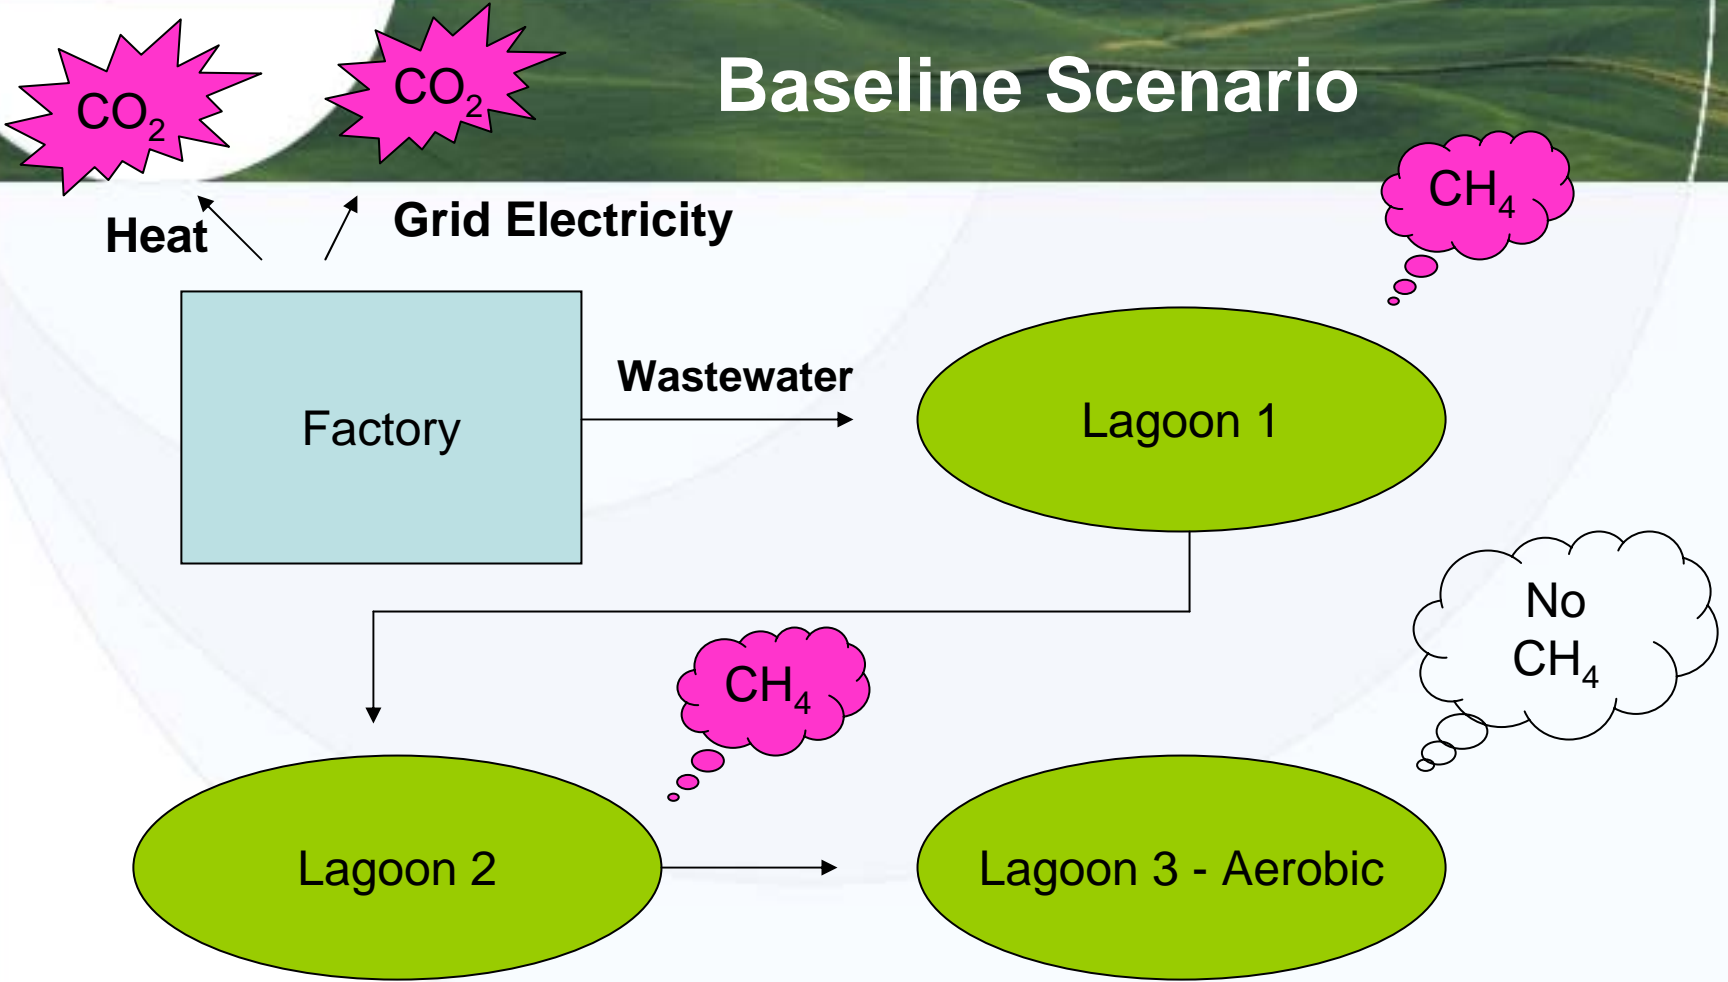 Baseline Scenario
CO₂
CO₂
Heat
Grid Electricity
CH₄
Factory
Wastewater
Lagoon 1
No
CH₄
CH₄
Lagoon 2
Lagoon 3 - Aerobic